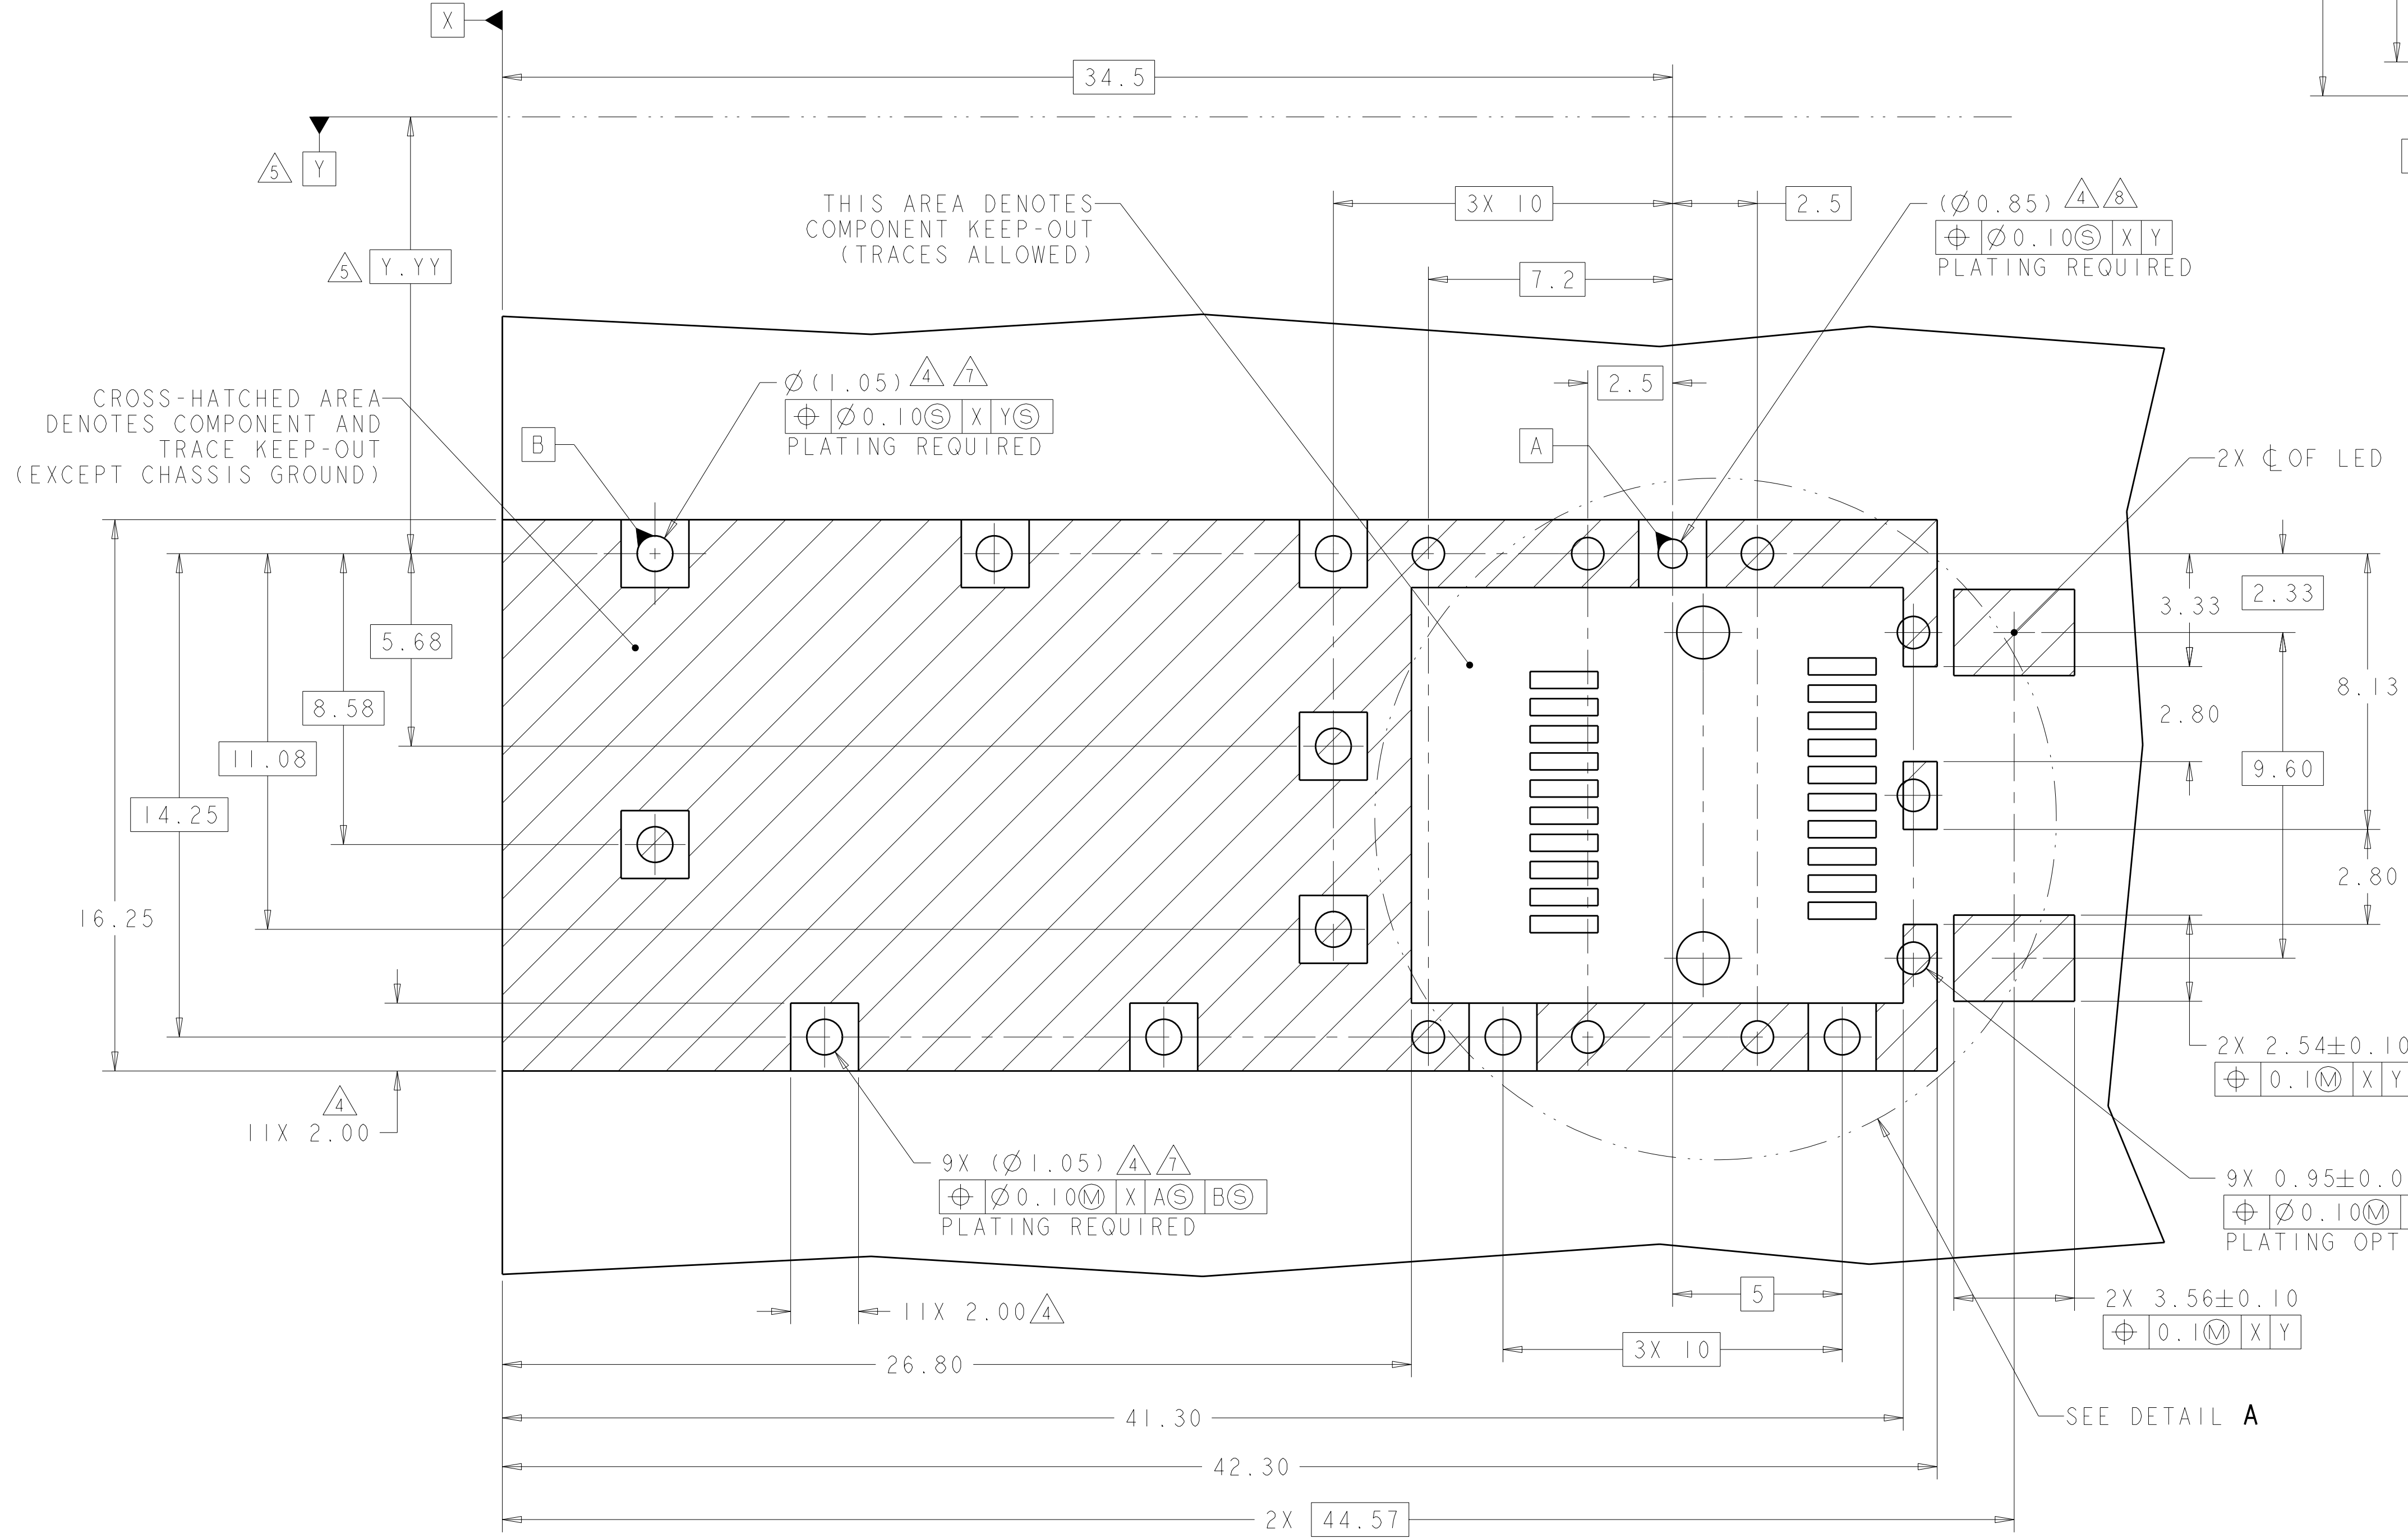 X
34.5
5
Y
THIS AREA DENOTES
COMPONENT KEEP-OUT
(TRACES ALLOWED)
3X 10
2.5
(Ø0.85) 4 8
⌖ Ø0.10Ⓢ X Y
PLATING REQUIRED
5 Y.YY
7.2
CROSS-HATCHED AREA
DENOTES COMPONENT AND
TRACE KEEP-OUT
(EXCEPT CHASSIS GROUND)
Ø(1.05) 4 7
⌖ Ø0.10Ⓢ X YⓈ
PLATING REQUIRED
2.5
B
A
2X ℄ OF LED
5.68
8.58
11.08
14.25
16.25
3.33
2.33
8.13
2.80
9.60
2.80
2X 2.54±0.10
⌖ 0.1Ⓜ X Y
4
11X 2.00
9X (Ø1.05) 4 7
⌖ Ø0.10Ⓜ X AⓈ BⓈ
PLATING REQUIRED
9X 0.95±0.0
⌖ Ø0.10Ⓜ
PLATING OPT
11X 2.00 4
5
2X 3.56±0.10
⌖ 0.1Ⓜ X Y
3X 10
26.80
41.30
SEE DETAIL A
42.30
2X 44.57